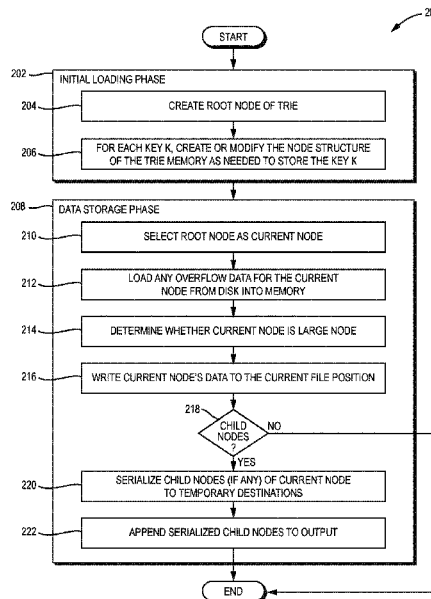 START
202
INITIAL LOADING PHASE
204
CREATE ROOT NODE OF TRIE
206
FOR EACH KEY K, CREATE OR MODIFY THE NODE STRUCTURE
OF THE TRIE MEMORY AS NEEDED TO STORE THE KEY K
208
DATA STORAGE PHASE
210
SELECT ROOT NODE AS CURRENT NODE
212
LOAD ANY OVERFLOW DATA FOR THE CURRENT
NODE FROM DISK INTO MEMORY
214
DETERMINE WHETHER CURRENT NODE IS LARGE NODE
216
WRITE CURRENT NODE'S DATA TO THE CURRENT FILE POSITION
218
CHILD
NODES
?
NO
YES
220
SERIALIZE CHILD NODES (IF ANY) OF CURRENT NODE
TO TEMPORARY DESTINATIONS
222
APPEND SERIALIZED CHILD NODES TO OUTPUT
END